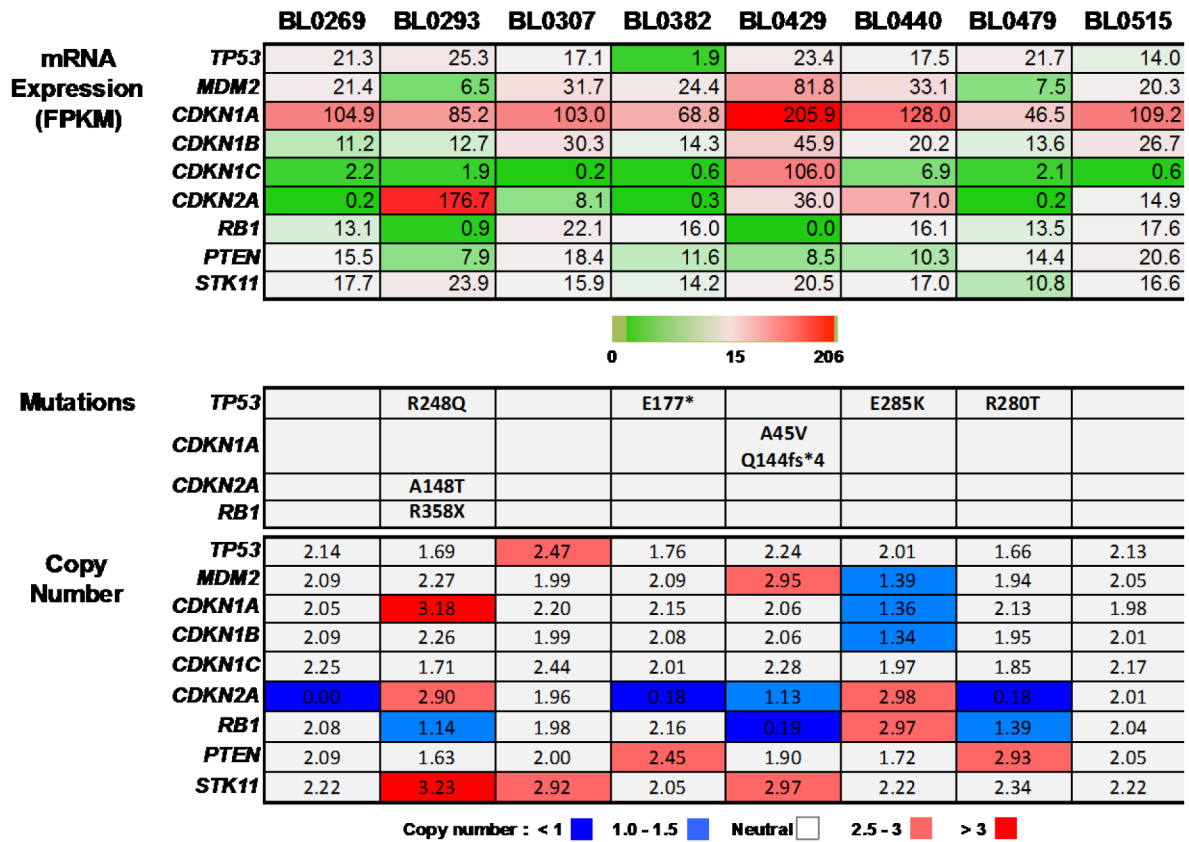 BL0269 BL0293 BL0307 BL0382 BL0429 BL0440 BL0479 BL0515
mRNA Expression (FPKM)
TP53 21.3 25.3 17.1 1.9 23.4 17.5 21.7 14.0
MDM2 21.4 6.5 31.7 24.4 81.8 33.1 7.5 20.3
CDKN1A 104.9 85.2 103.0 68.8 205.9 128.0 46.5 109.2
CDKN1B 11.2 12.7 30.3 14.3 45.9 20.2 13.6 26.7
CDKN1C 2.2 1.9 0.2 0.6 106.0 6.9 2.1 0.6
CDKN2A 0.2 176.7 8.1 0.3 36.0 71.0 0.2 14.9
RB1 13.1 0.9 22.1 16.0 0.0 16.1 13.5 17.6
PTEN 15.5 7.9 18.4 11.6 8.5 10.3 14.4 20.6
STK11 17.7 23.9 15.9 14.2 20.5 17.0 10.8 16.6
0 15 206
Mutations
TP53 R248Q E177* E285K R280T
CDKN1A A45V
Q144fs*4
CDKN2A A148T
RB1 R358X
Copy Number
TP53 2.14 1.69 2.47 1.76 2.24 2.01 1.66 2.13
MDM2 2.09 2.27 1.99 2.09 2.95 1.39 1.94 2.05
CDKN1A 2.05 3.18 2.20 2.15 2.06 1.36 2.13 1.98
CDKN1B 2.09 2.26 1.99 2.08 2.06 1.34 1.95 2.01
CDKN1C 2.25 1.71 2.44 2.01 2.28 1.97 1.85 2.17
CDKN2A 0.00 2.90 1.96 0.18 1.13 2.98 0.18 2.01
RB1 2.08 1.14 1.98 2.16 0.19 2.97 1.39 2.04
PTEN 2.09 1.63 2.00 2.45 1.90 1.72 2.93 2.05
STK11 2.22 3.23 2.92 2.05 2.97 2.22 2.34 2.22
Copy number : < 1 1.0 - 1.5 Neutral 2.5 - 3 > 3